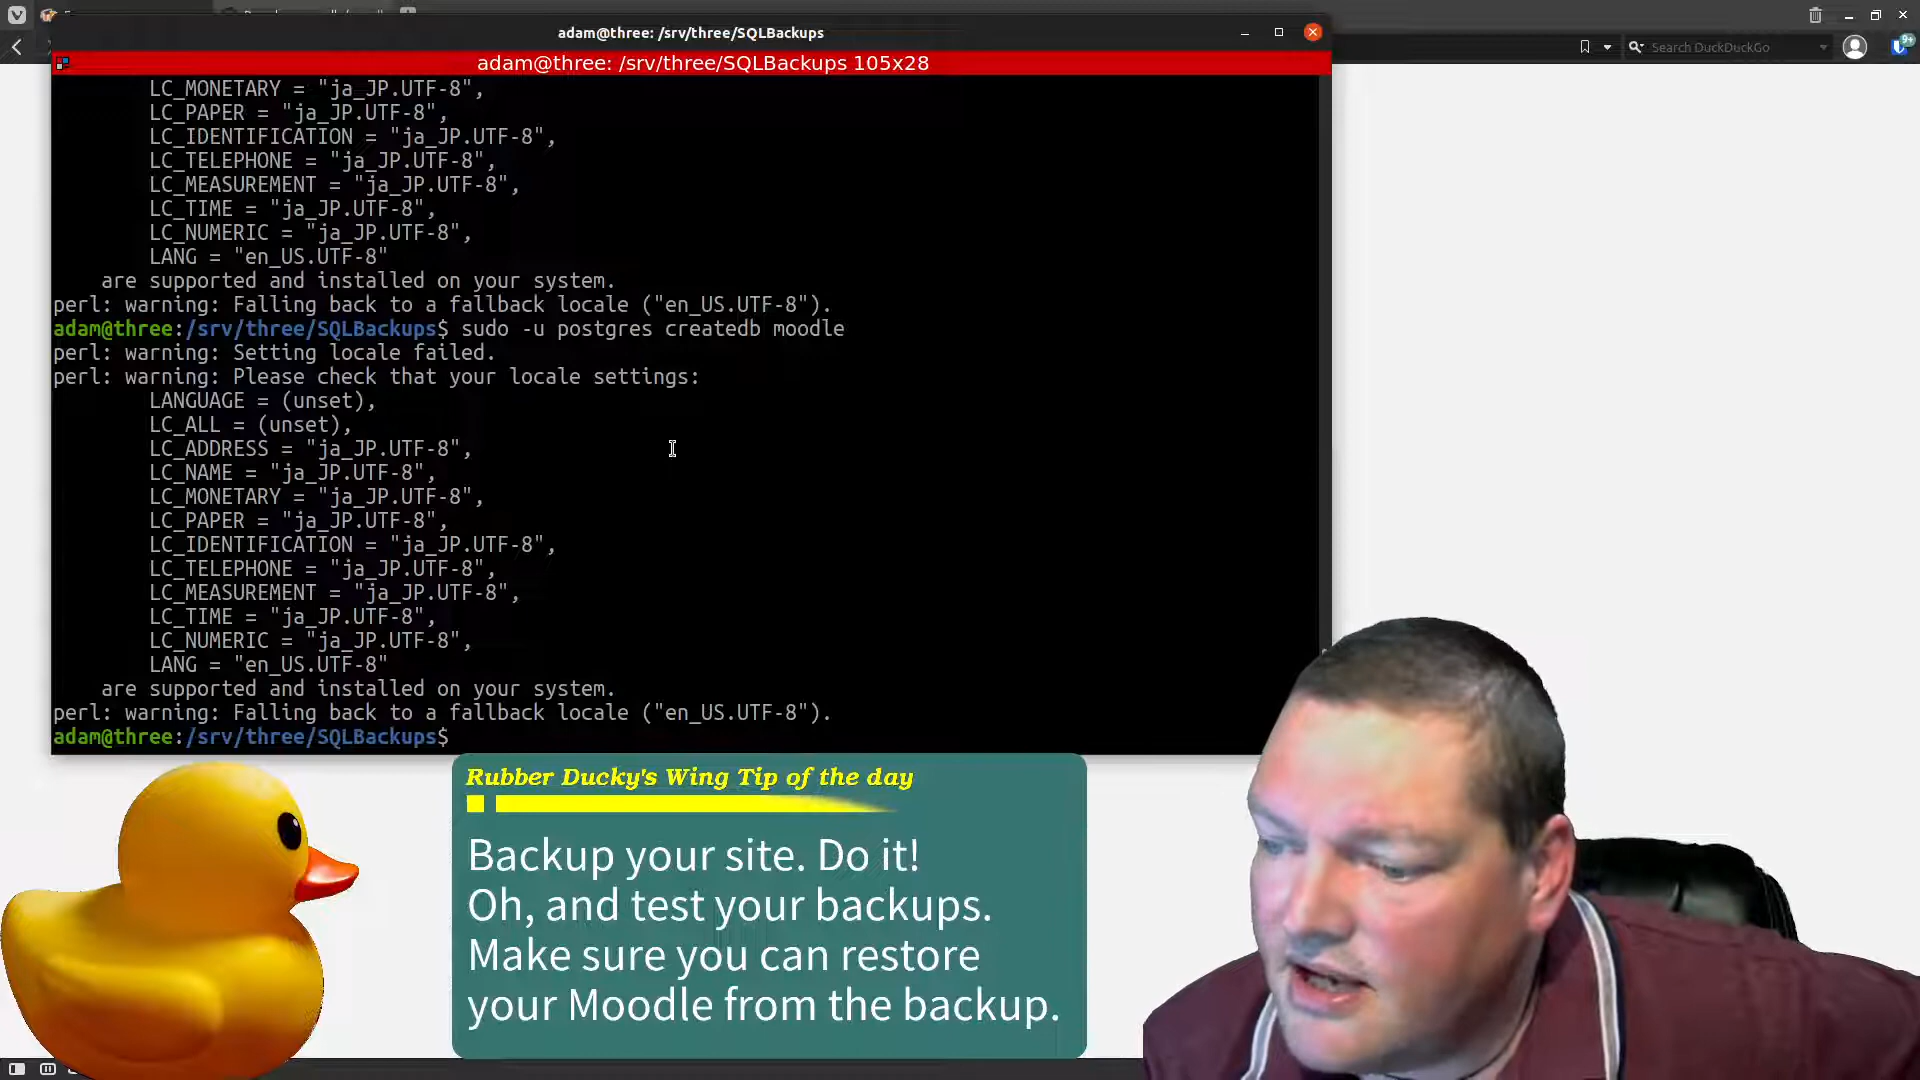 adam@three: /srv/three/SQLBackups
Search DuckDuckGo
9+
adam@three: /srv/three/SQLBackups 105x28
LC_MONETARY = "ja_JP.UTF-8",
LC_PAPER = "ja_JP.UTF-8",
LC_IDENTIFICATION = "ja_JP.UTF-8",
LC_TELEPHONE = "ja_JP.UTF-8",
LC_MEASUREMENT = "ja_JP.UTF-8",
LC_TIME = "ja_JP.UTF-8",
LC_NUMERIC = "ja_JP.UTF-8",
LANG = "en_US.UTF-8"
are supported and installed on your system.
perl: warning: Falling back to a fallback locale ("en_US.UTF-8").
adam@three:/srv/three/SQLBackups$ sudo -u postgres createdb moodle
perl: warning: Setting locale failed.
perl: warning: Please check that your locale settings:
LANGUAGE = (unset),
LC_ALL = (unset),
LC_ADDRESS = "ja_JP.UTF-8",
LC_NAME = "ja_JP.UTF-8",
LC_MONETARY = "ja_JP.UTF-8",
LC_PAPER = "ja_JP.UTF-8",
LC_IDENTIFICATION = "ja_JP.UTF-8",
LC_TELEPHONE = "ja_JP.UTF-8",
LC_MEASUREMENT = "ja_JP.UTF-8",
LC_TIME = "ja_JP.UTF-8",
LC_NUMERIC = "ja_JP.UTF-8",
LANG = "en_US.UTF-8"
are supported and installed on your system.
perl: warning: Falling back to a fallback locale ("en_US.UTF-8").
adam@three:/srv/three/SQLBackups$
Rubber Ducky's Wing Tip of the day
Backup your site. Do it!
Oh, and test your backups.
Make sure you can restore
your Moodle from the backup.